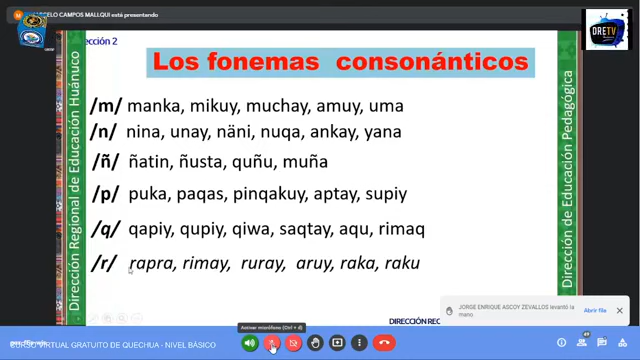 MARCELO CAMPOS MALLQUI está presentando
DRETV
Los fonemas consonánticos
Dirección Regional de Educación Huánuco
Dirección de Educación Pedagógica
/m/ manka, mikuy, muchay, amuy, uma
/n/ nina, unay, näni, nuqa, ankay, yana
/ñ/ ñatin, ñusta, quñu, muña
/p/ puka, paqas, pinqakuy, aptay, supiy
/q/ qapiy, qupiy, qiwa, saqtay, aqu, rimaq
/r/ rapra, rimay, ruray, aruy, raka, raku
JORGE ENRIQUE ASCOY ZEVALLOS levantó la mano.
Abrir fila
DIRECCIÓN REG
Activar micrófono (Ctrl + d)
CURSO VIRTUAL GRATUITO DE QUECHUA - NIVEL BÁSICO